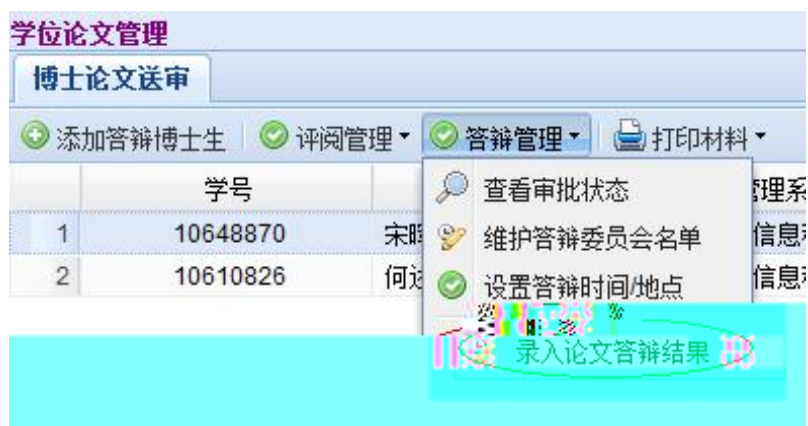 学位论文管理
博士论文送审
添加答辩博士生 评阅管理 答辩管理 打印材料
学号
查看审批状态
管理系
1 10648870 宋
维护答辩委员会名单
信息
2 10610826 何
设置答辩时间/地点
信息
录入论文答辩结果